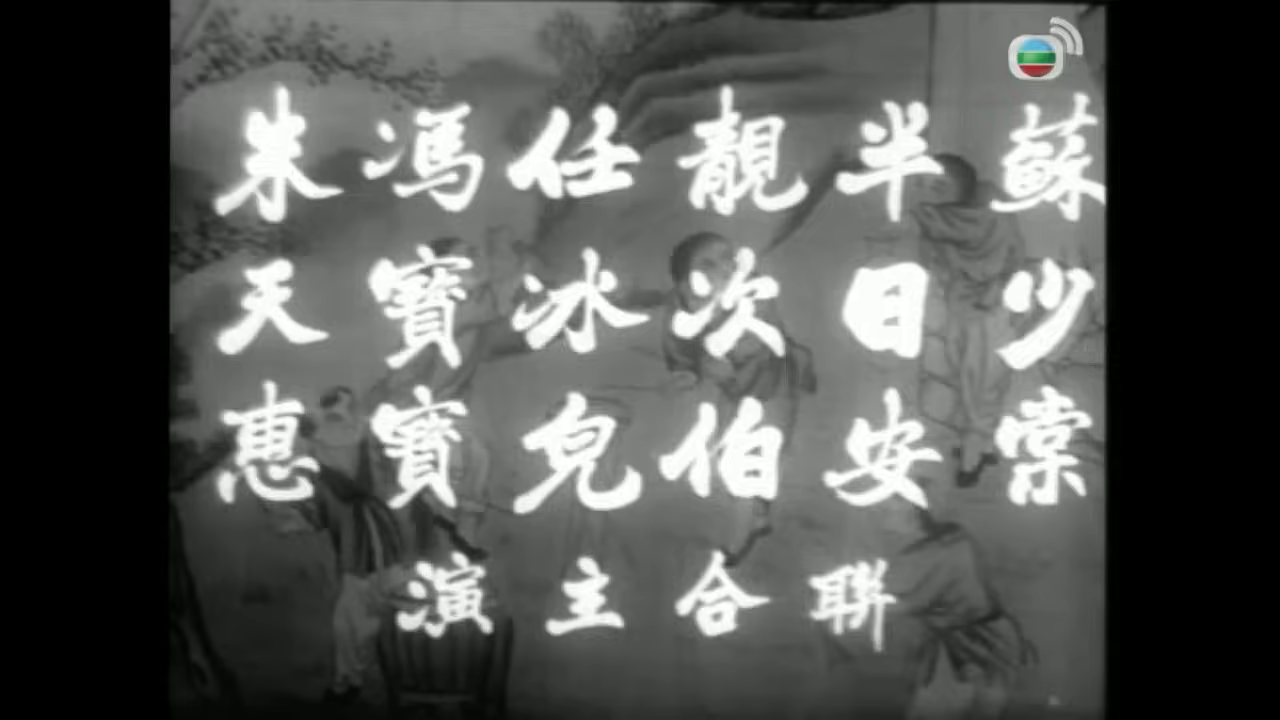 蘇少棠
半日安
靚次伯
任冰兒
馮寶寶
朱天惠
聯合主演